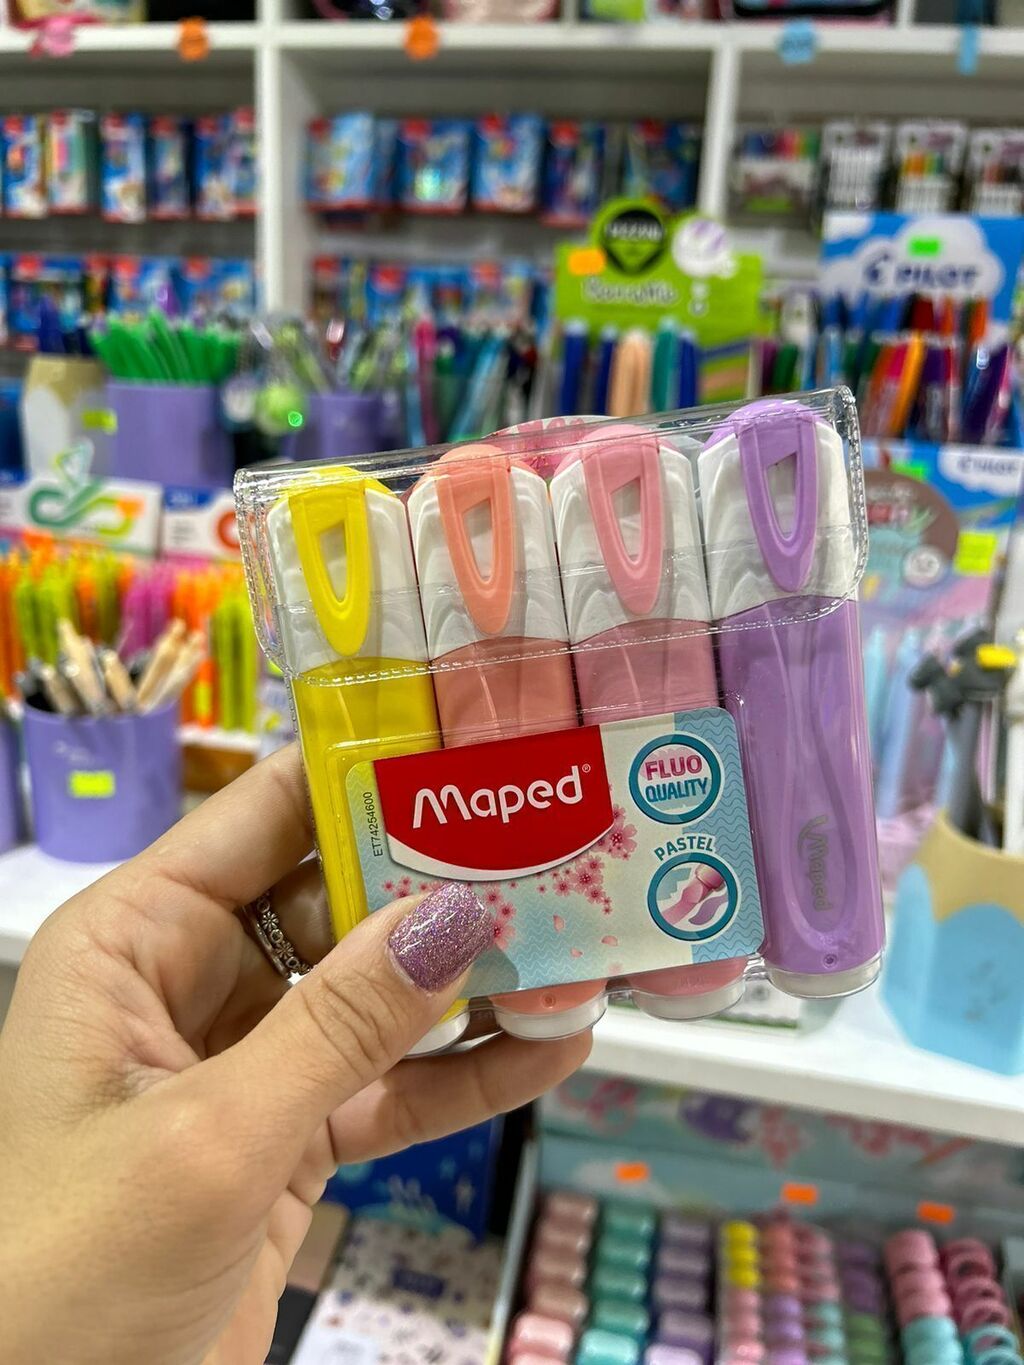 PILOT
Maped®
FLUO
QUALITY
PASTEL
ET74254600
Maped